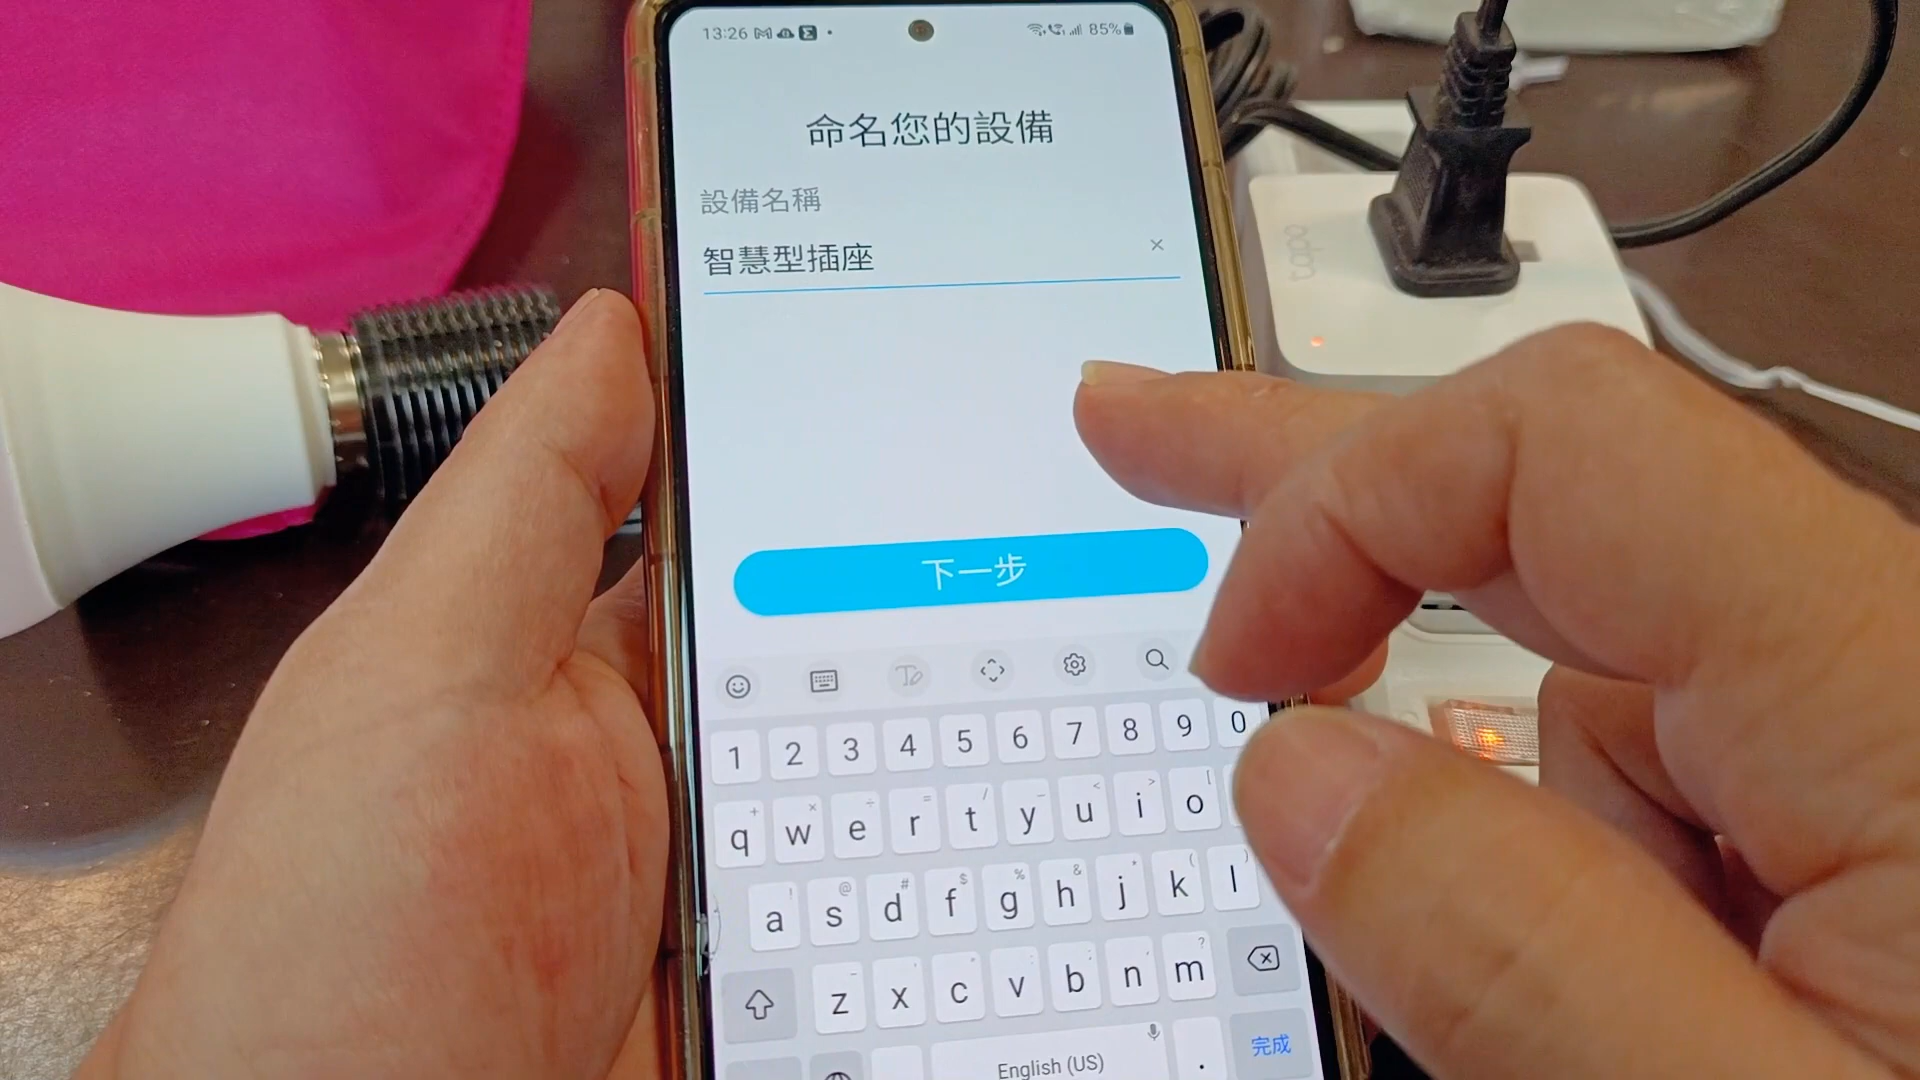 13:26
85%
命名您的設備
設備名稱
智慧型插座
tapo
下一步
1 2 3 4 5 6 7 8 9 0
+ × ÷ = / _ < > [
q w e r t y u i o
! @ # $ % & * ( )
a s d f g h j k l
- ' " : ; , ?
z x c v b n m
English (US)
.
完成